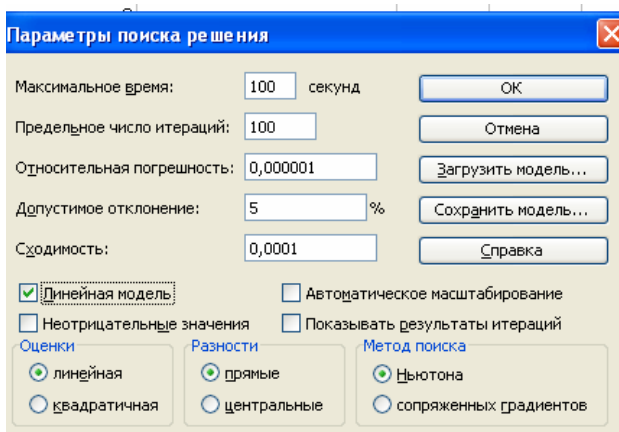 Параметры поиска решения
Максимальное время: 100 секунд ОК
Предельное число итераций: 100 Отмена
Относительная погрешность: 0,000001 Загрузить модель...
Допустимое отклонение: 5 % Сохранить модель...
Сходимость: 0,0001 Справка
Линейная модель Автоматическое масштабирование
Неотрицательные значения Показывать результаты итераций
Оценки Разности Метод поиска
линейная прямые Ньютона
квадратичная центральные сопряженных градиентов